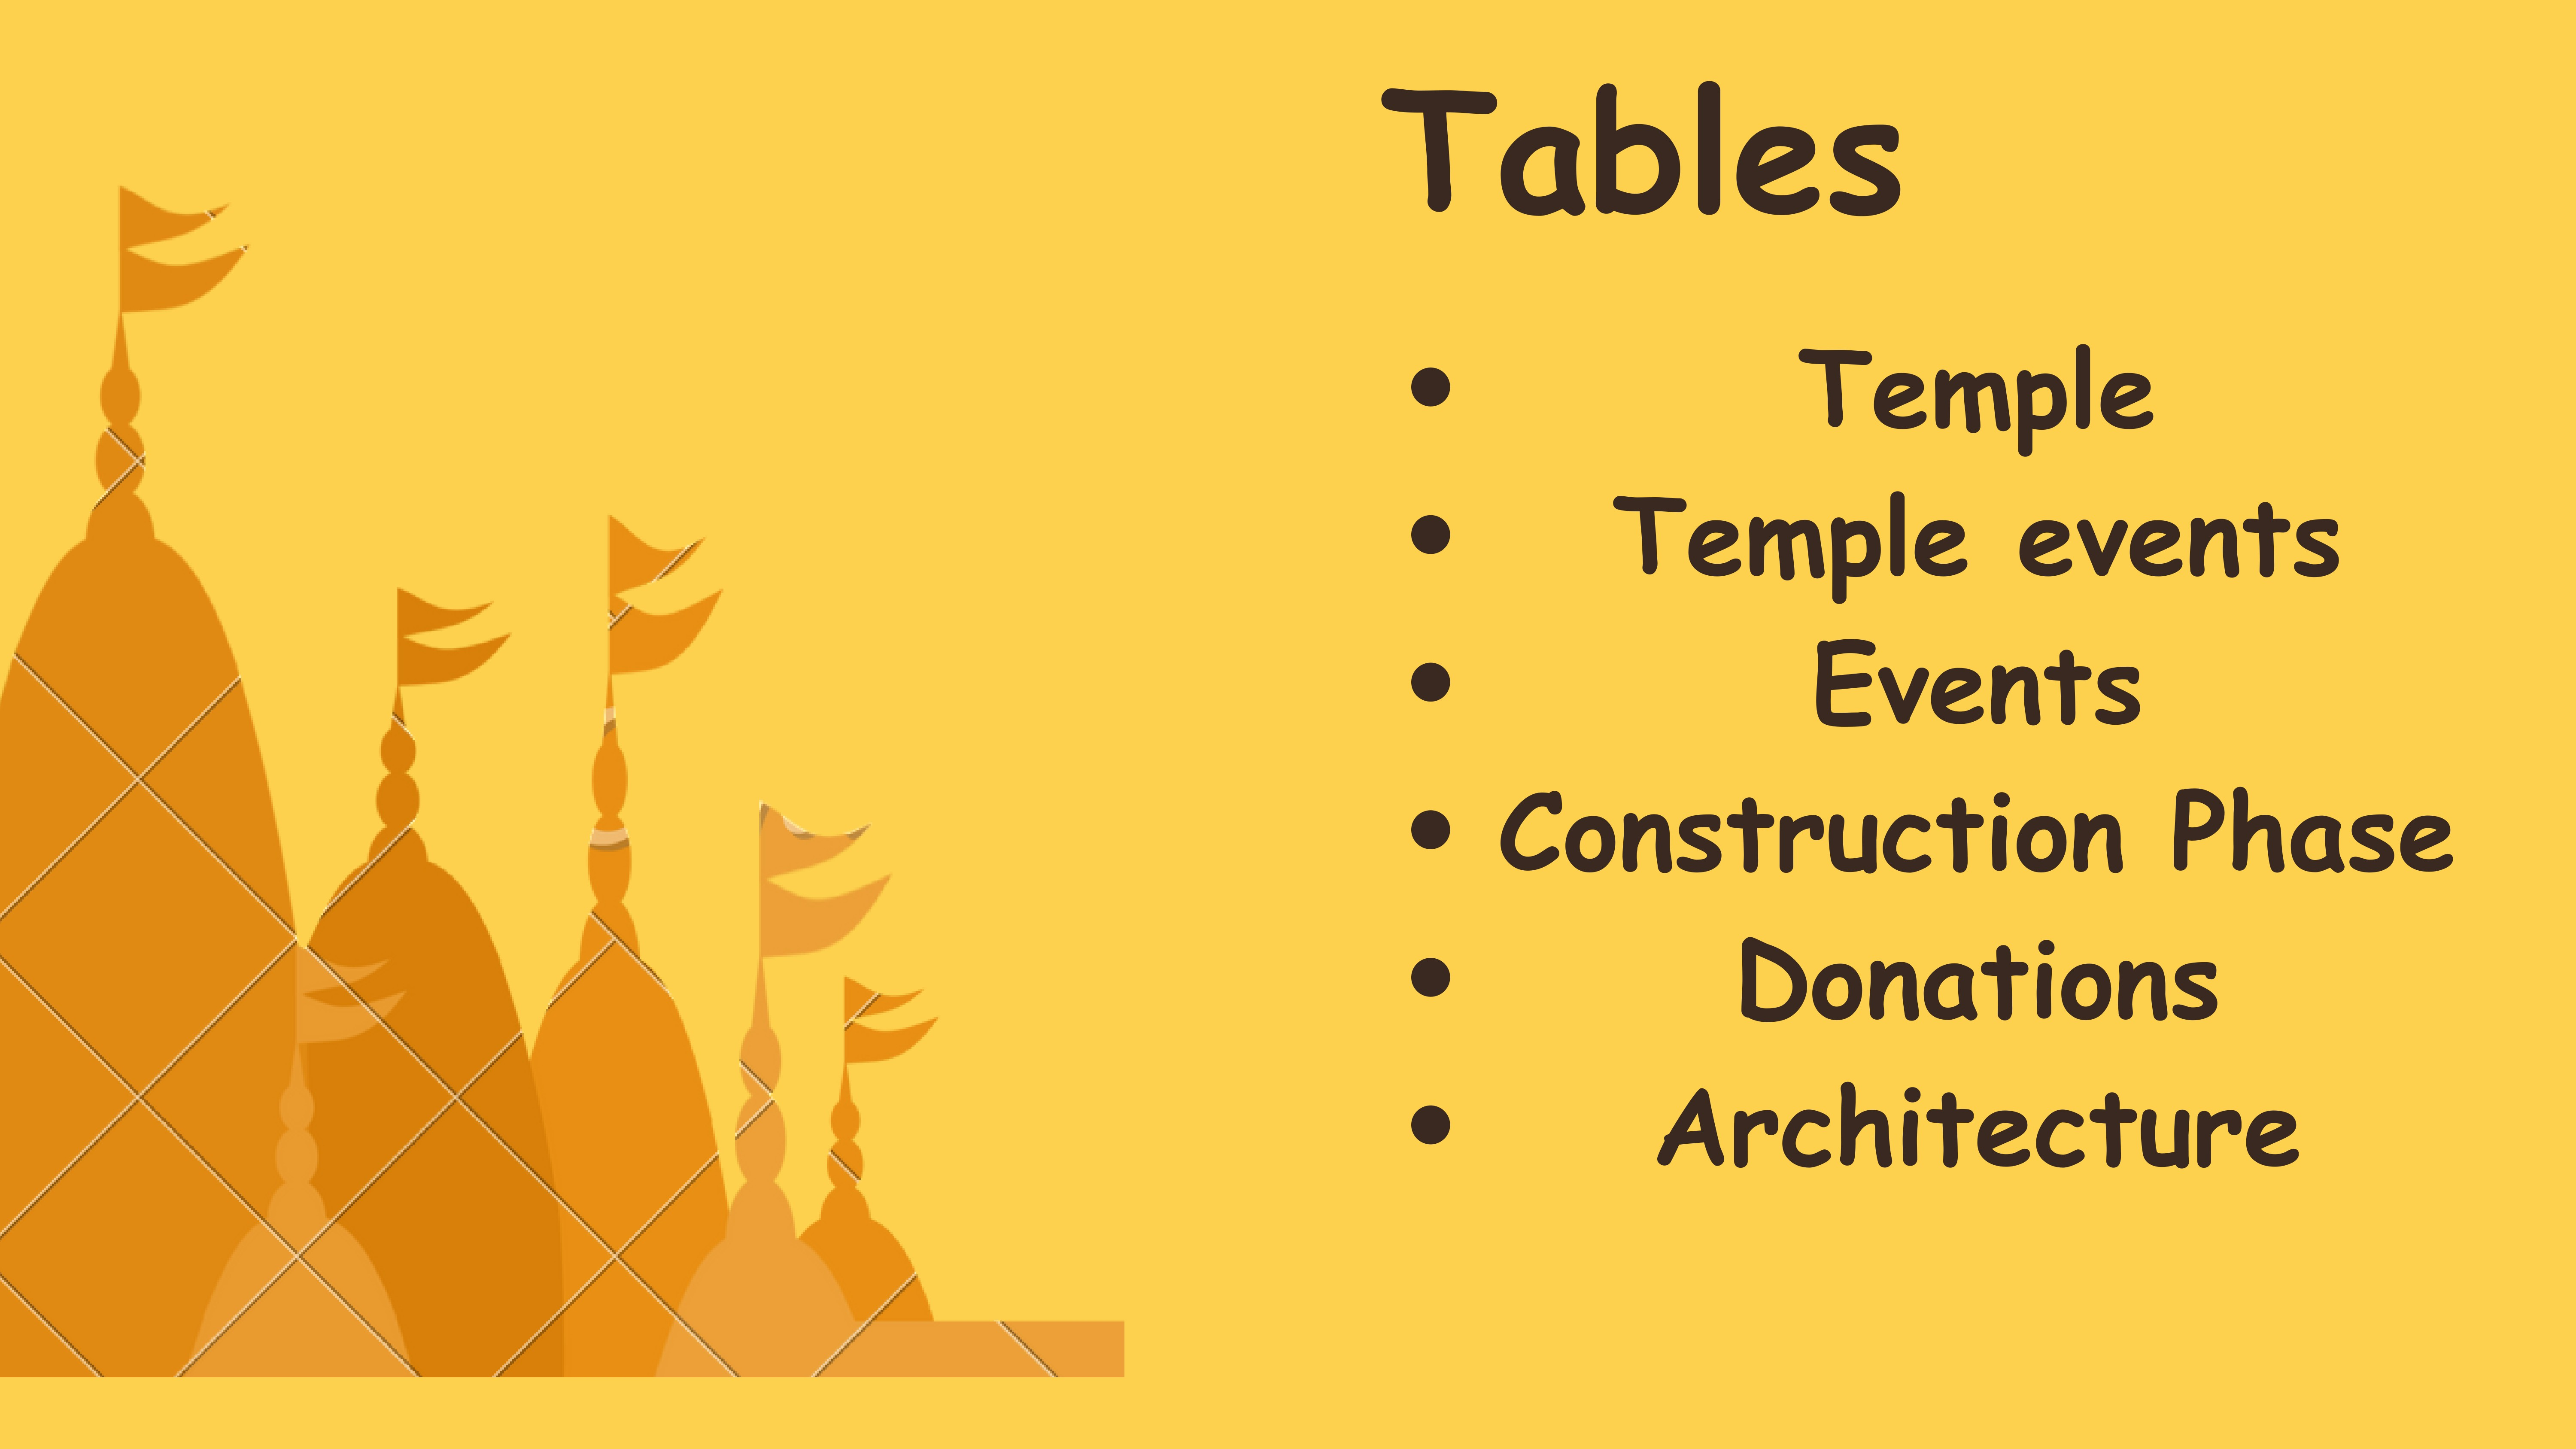 Tables
• Temple
• Temple events
• Events
• Construction Phase
• Donations
• Architecture